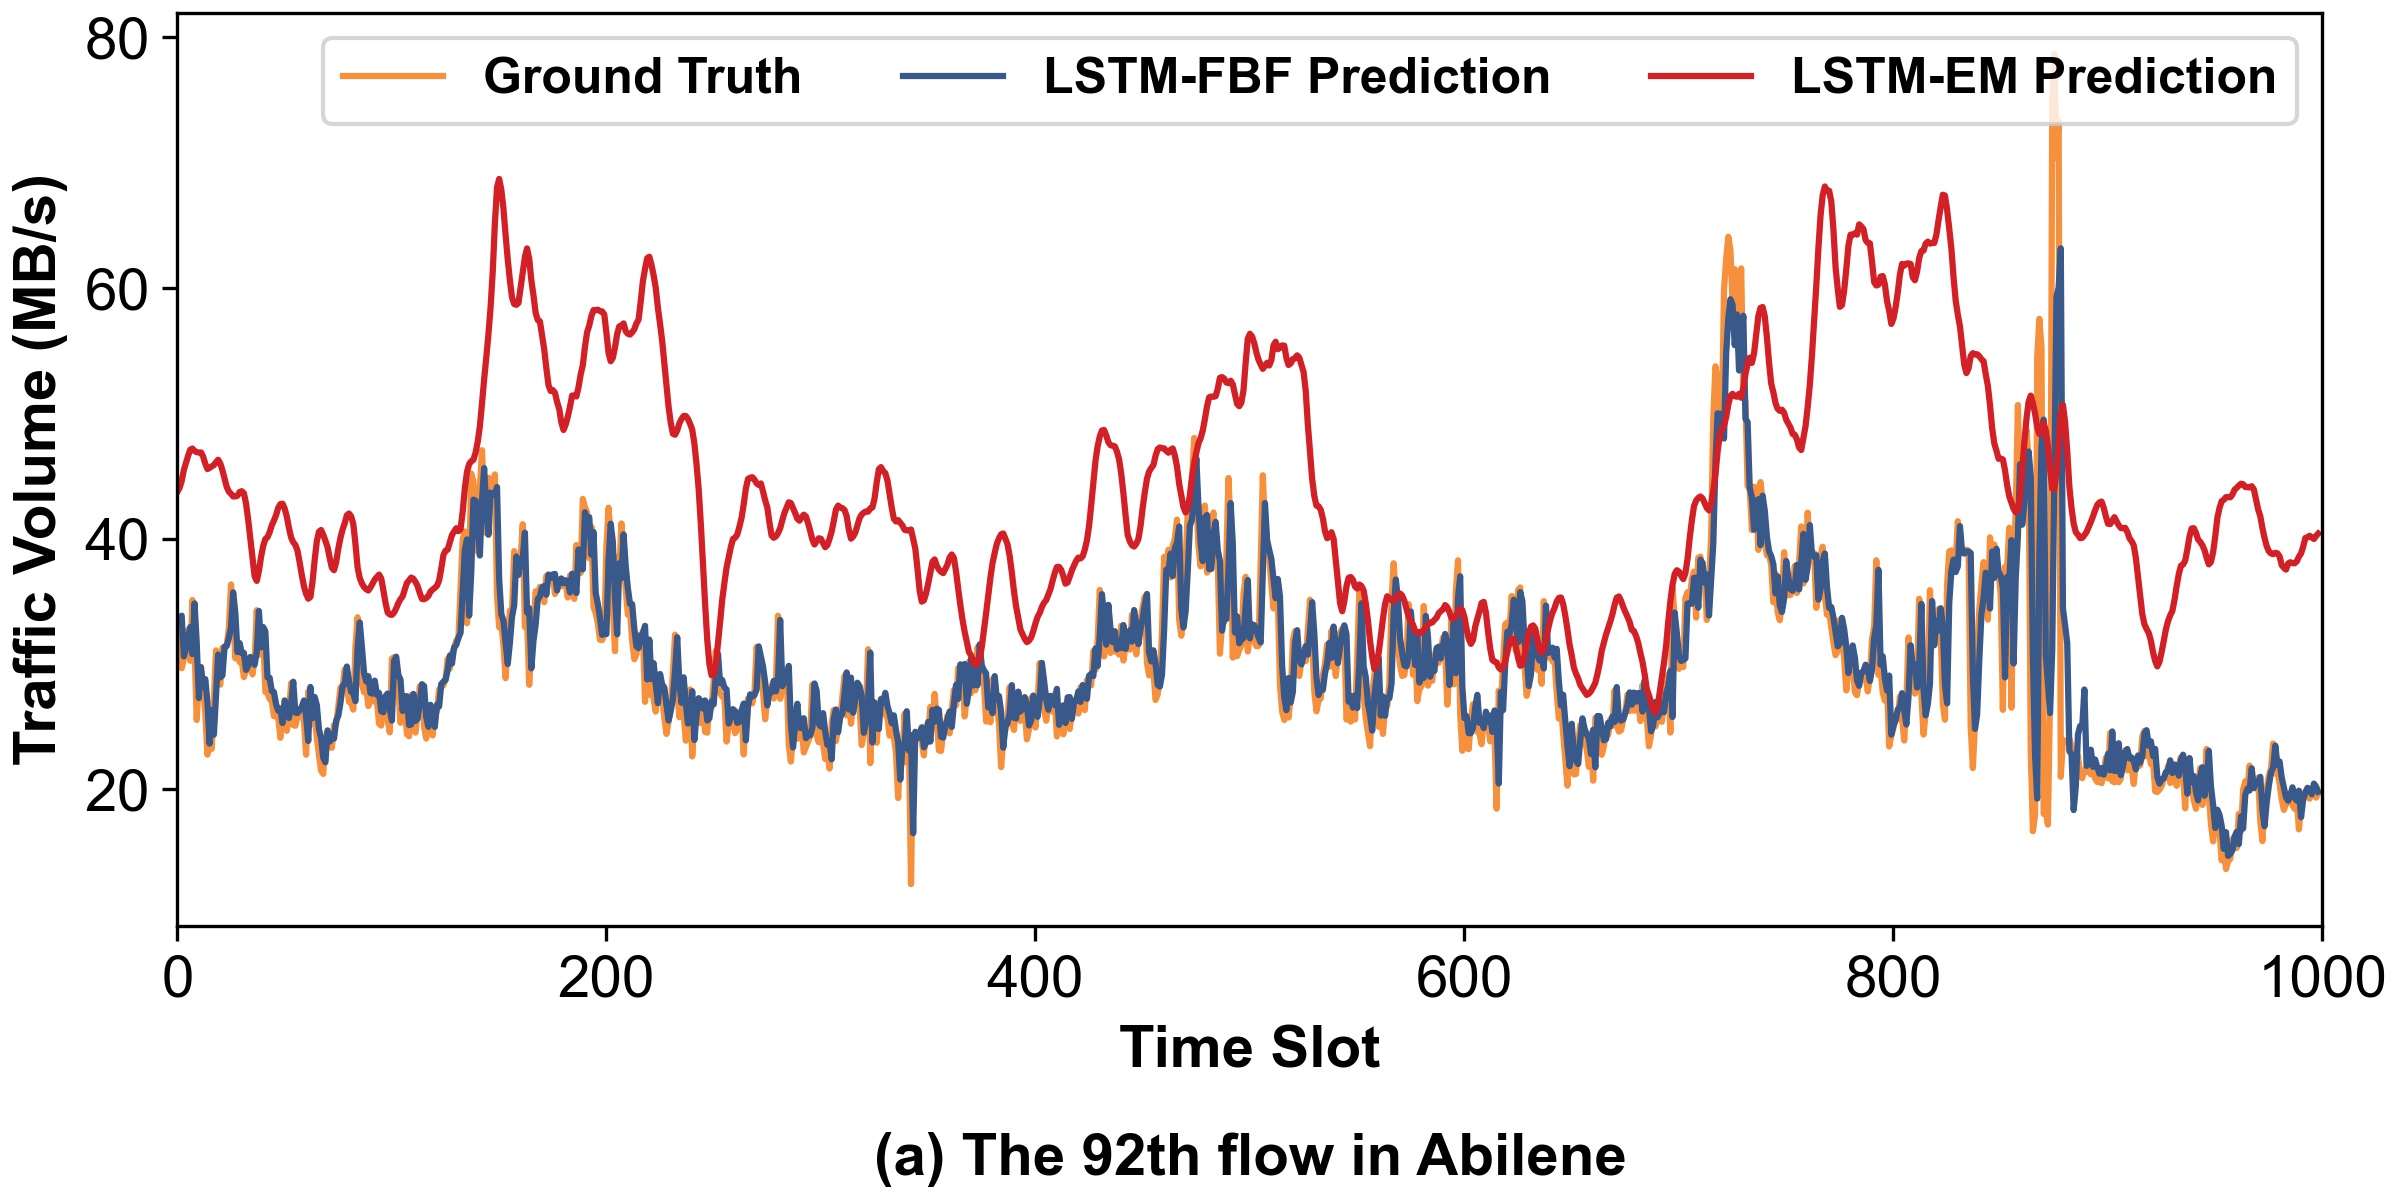 80
60
40
20
Traffic Volume (MB/s)
Ground Truth LSTM-FBF Prediction LSTM-EM Prediction
0 200 400 600 800 1000
Time Slot
(a) The 92th flow in Abilene